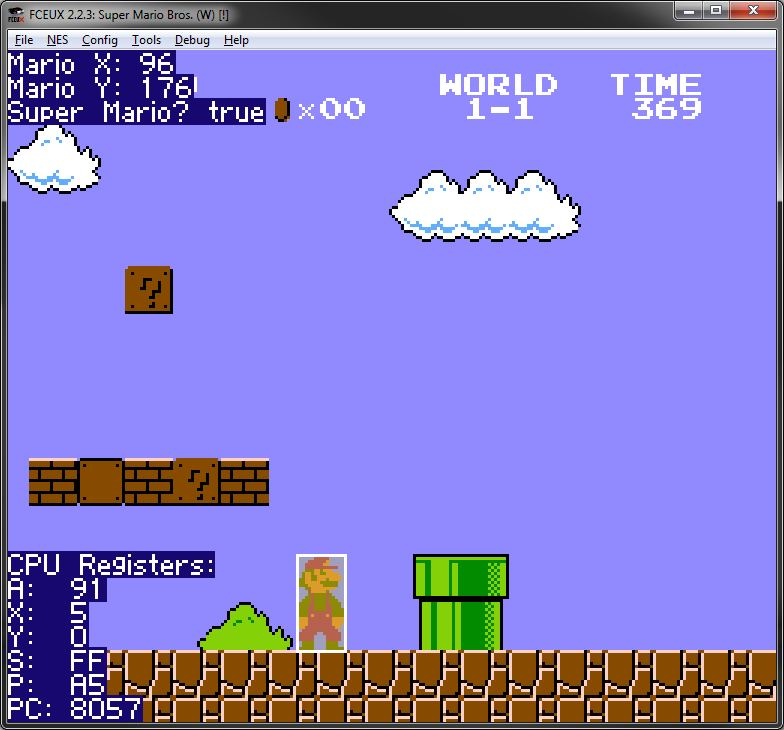 FCEUX 2.2.3: Super Mario Bros. (W) [!]
File NES Config Tools Debug Help
Mario X: 96
Mario Y: 176
Super Mario? true
×00
WORLD
1-1
TIME
369
?
?
CPU Registers:
A: 91
X: 5
Y: 0
S: FF
P: A5
PC: 8057